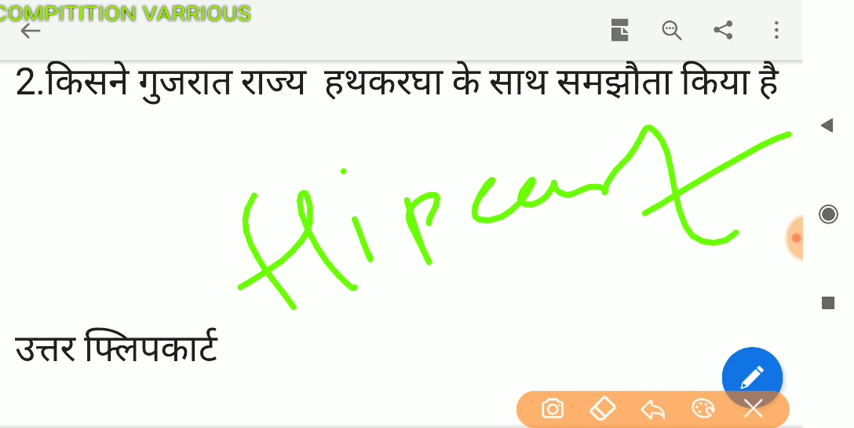 COMPITITION VARRIOUS
2.किसने गुजरात राज्य हथकरघा के साथ समझौता किया है
flipcart
उत्तर फ्लिपकार्ट